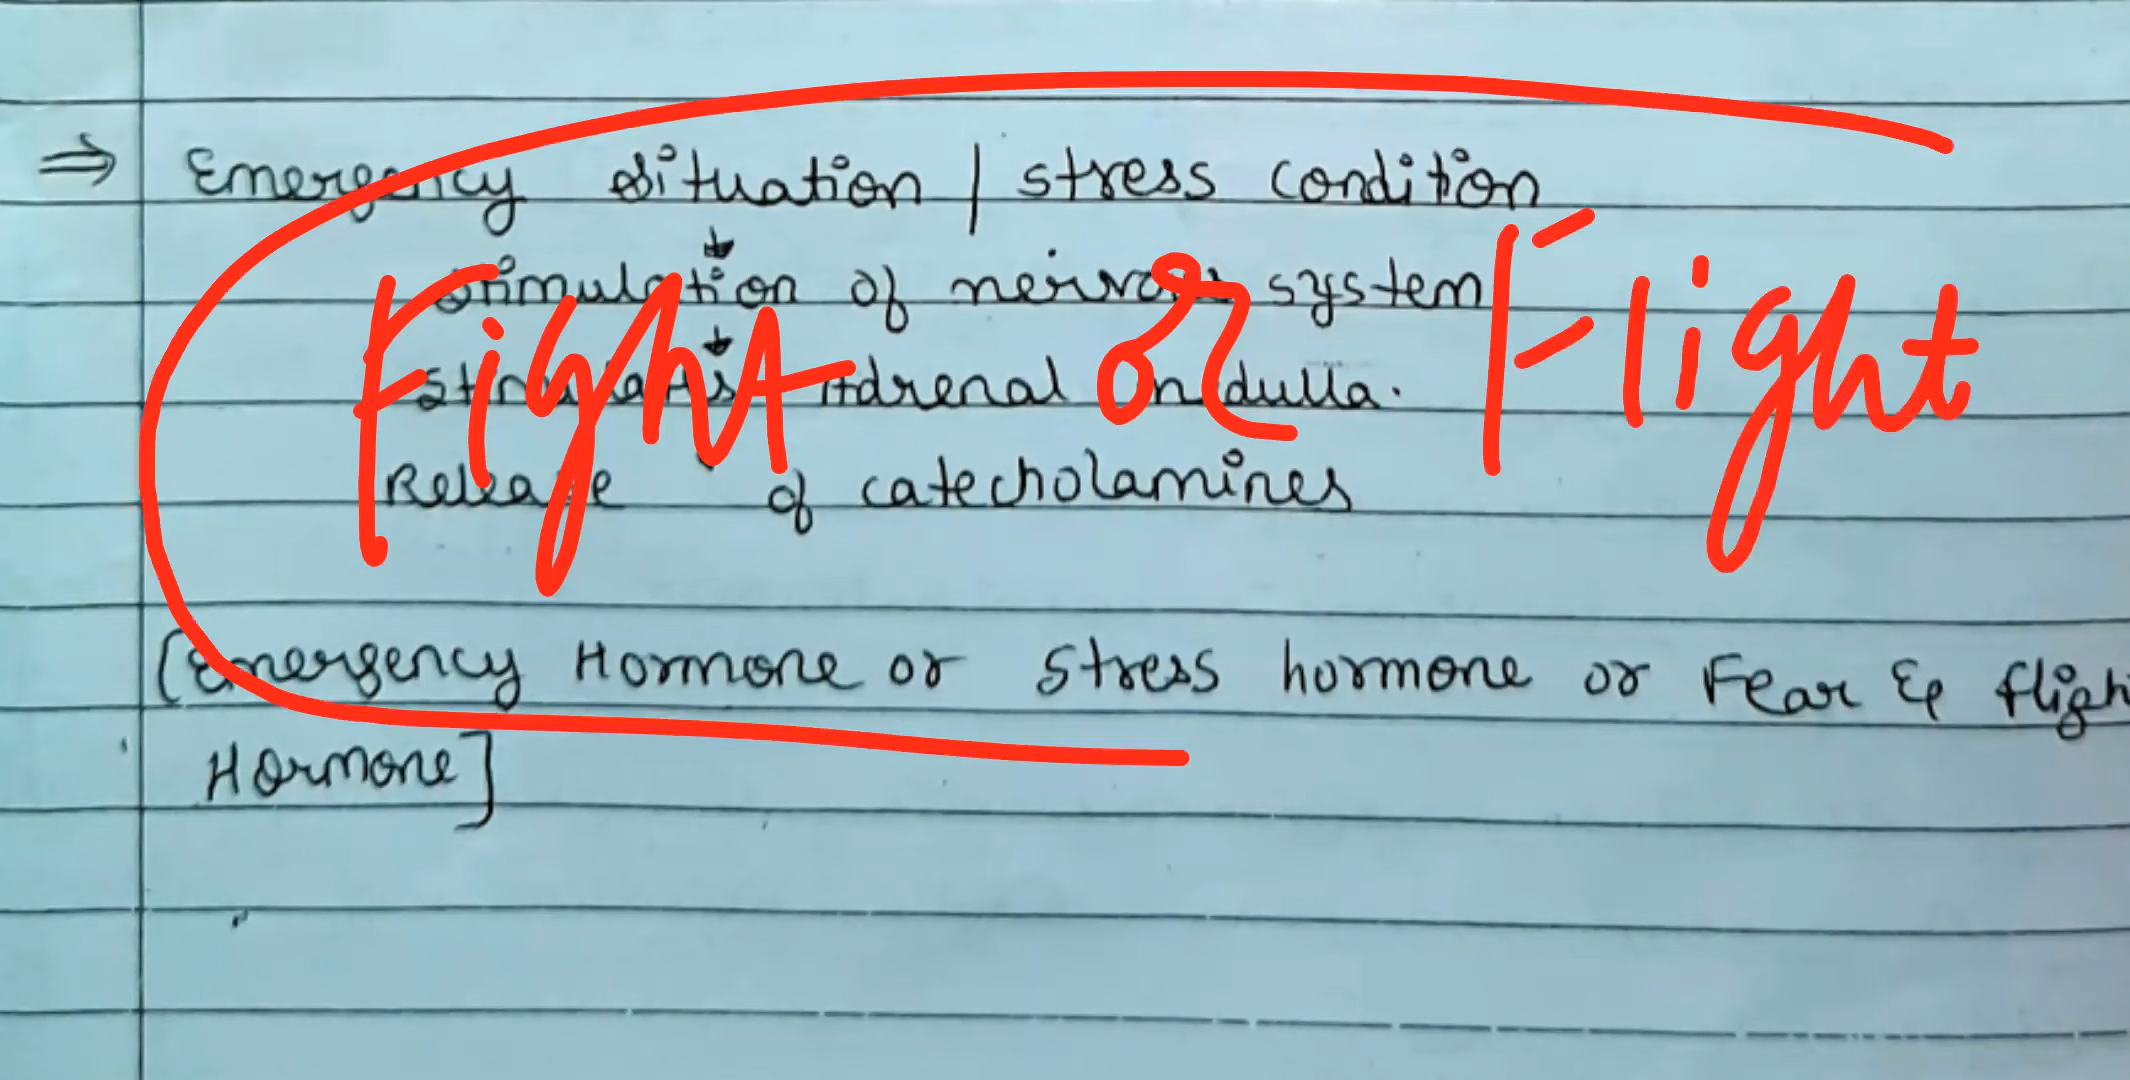 ⇒ Emergency situation / stress condition
↓
stimulation of nervous system
↓
Adrenal medulla.
Release of catecholamines
Fight or Flight
[Emergency Hormone or stress hormone or Fear & fligh
Hormone]